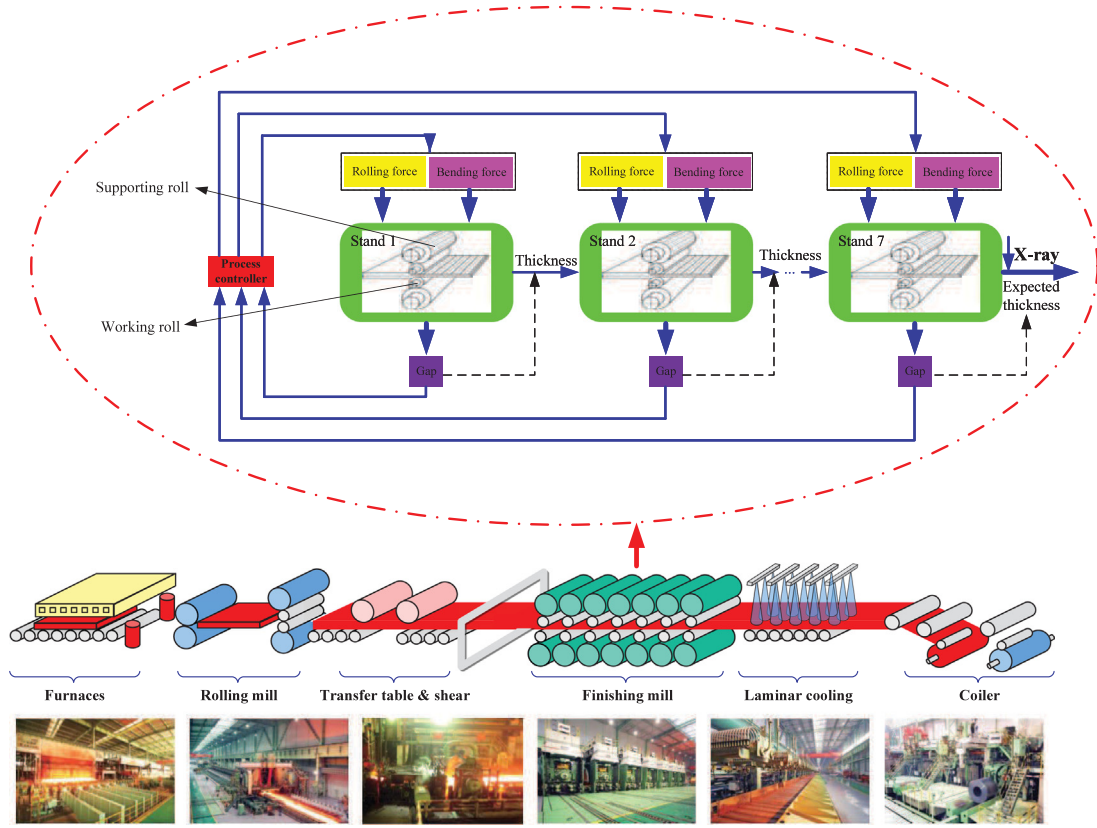 Rolling force
Bending force
Rolling force
Bending force
Rolling force
Bending force
Supporting roll
Stand 1
Stand 2
Stand 7
Thickness
Thickness
X-ray
...
Process
controller
Expected
thickness
Working roll
Gap
Gap
Gap
Furnaces
Rolling mill
Transfer table & shear
Finishing mill
Laminar cooling
Coiler